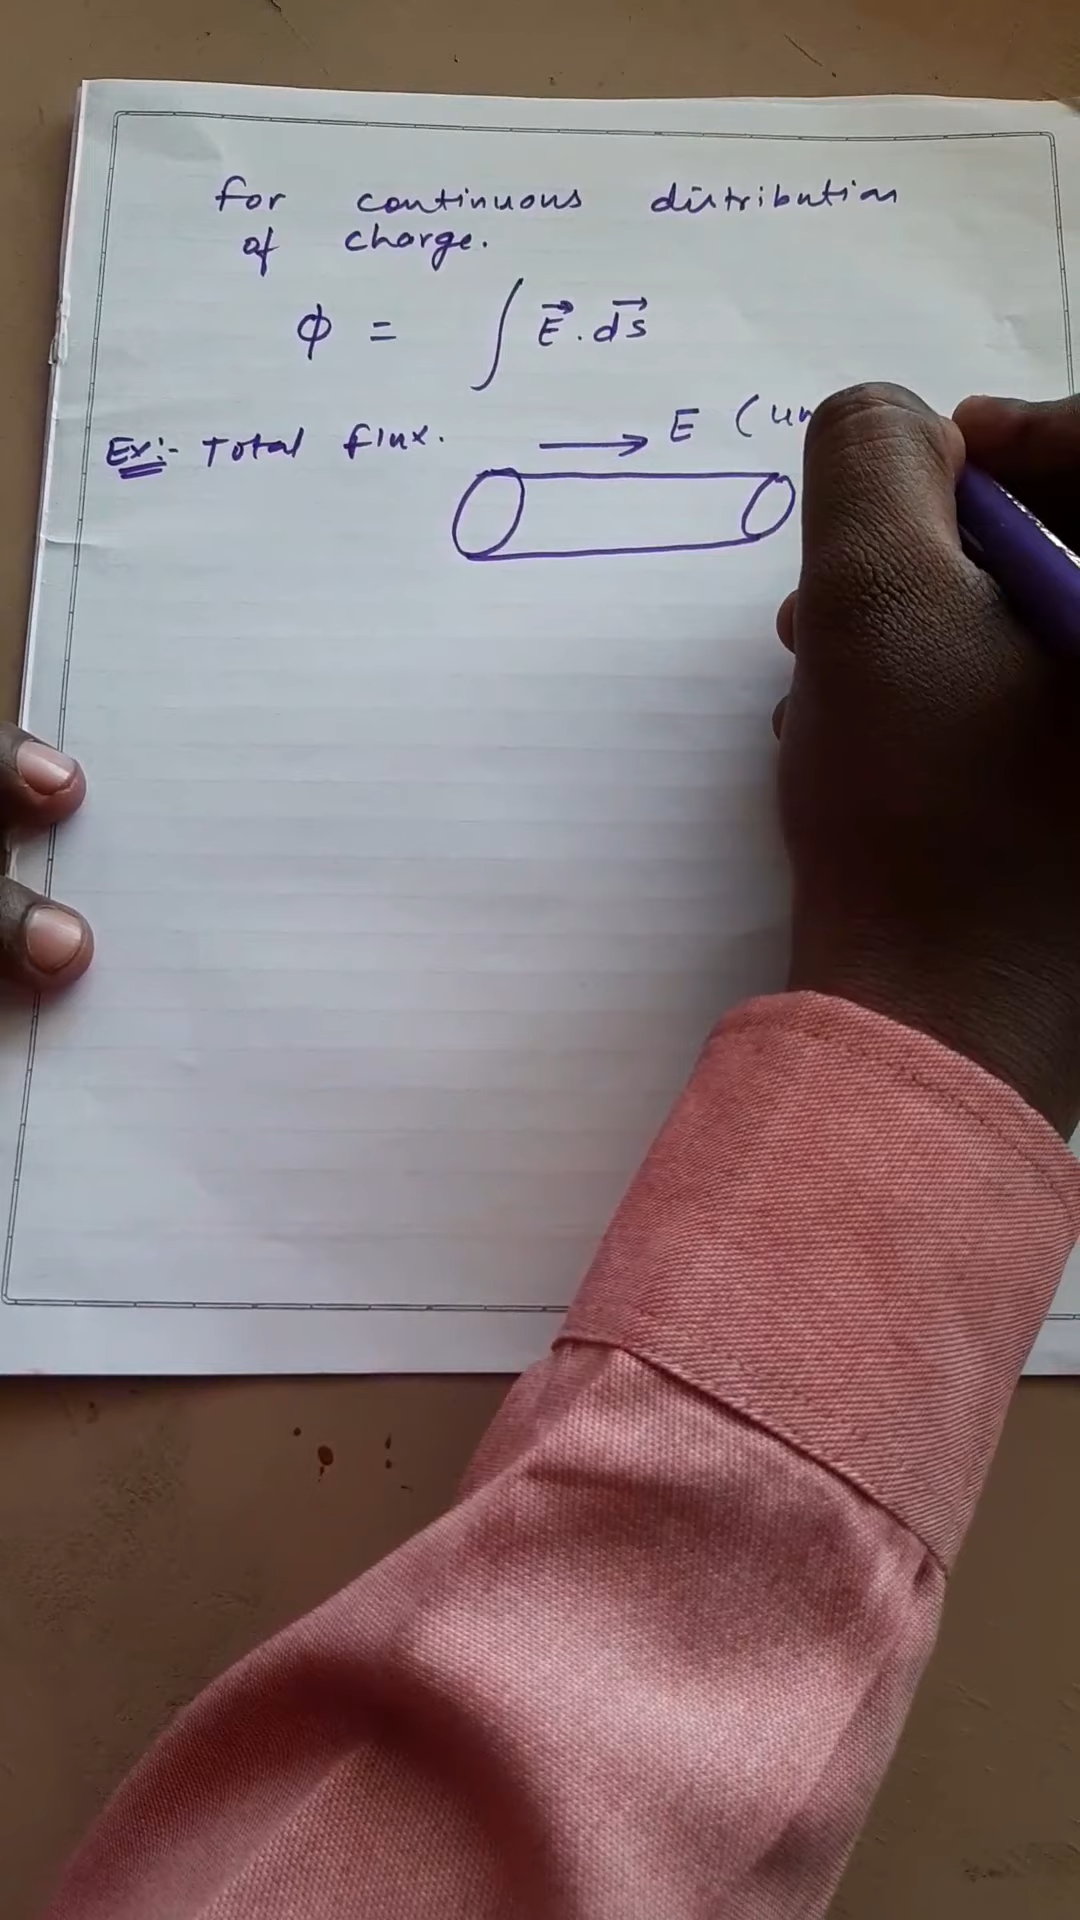 for continuous distribution
of charge.
ϕ = ∫ E⃗ . ds⃗
Ex:- Total flux.
E